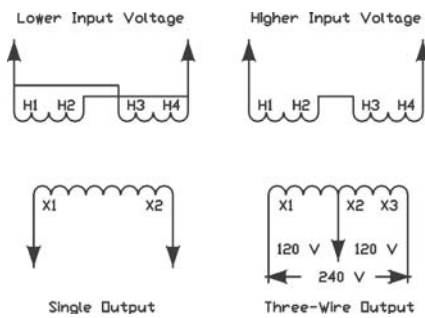 Lower Input Voltage
Higher Input Voltage
H1 H2 H3 H4
H1 H2 H3 H4
X1 X2
X1 X2 X3
120 V 120 V
240 V
Single Output
Three-Wire Output